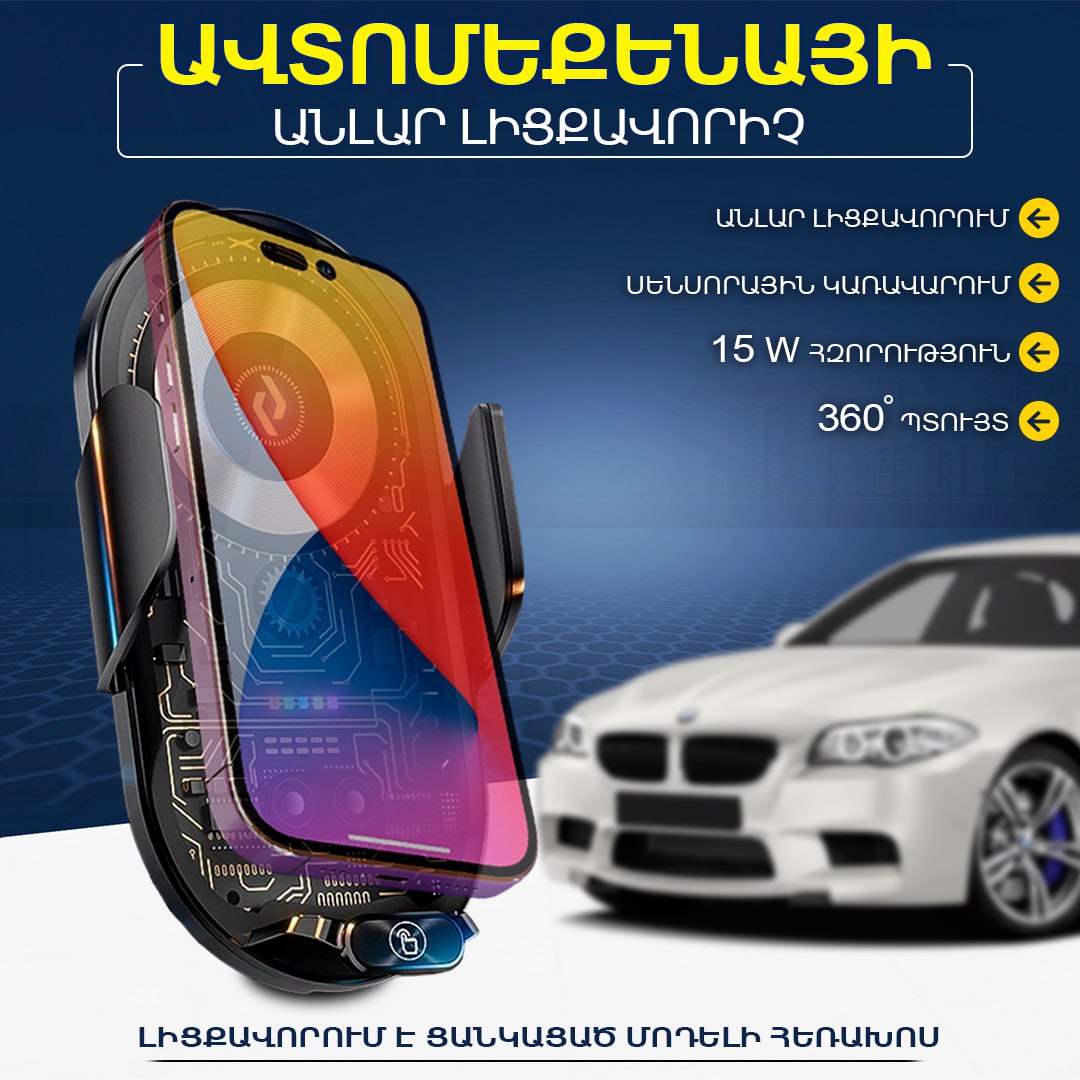 ԱՎՏՈՄԵՔԵՆԱՅԻ
ԱՆԼԱՐ ԼԻՑՔԱՎՈՐԻՉ
ԱՆԼԱՐ ԼԻՑՔԱՎՈՐՈՒՄ
ՍԵՆՍՈՐԱՅԻՆ ԿԱՌԱՎԱՐՈՒՄ
15 W ՀԶՈՐՈՒԹՅՈՒՆ
360° ՊՏՈՒՅՏ
ԼԻՑՔԱՎՈՐՈՒՄ Է ՑԱՆԿԱՑԱԾ ՄՈԴԵԼԻ ՀԵՌԱԽՈՍ